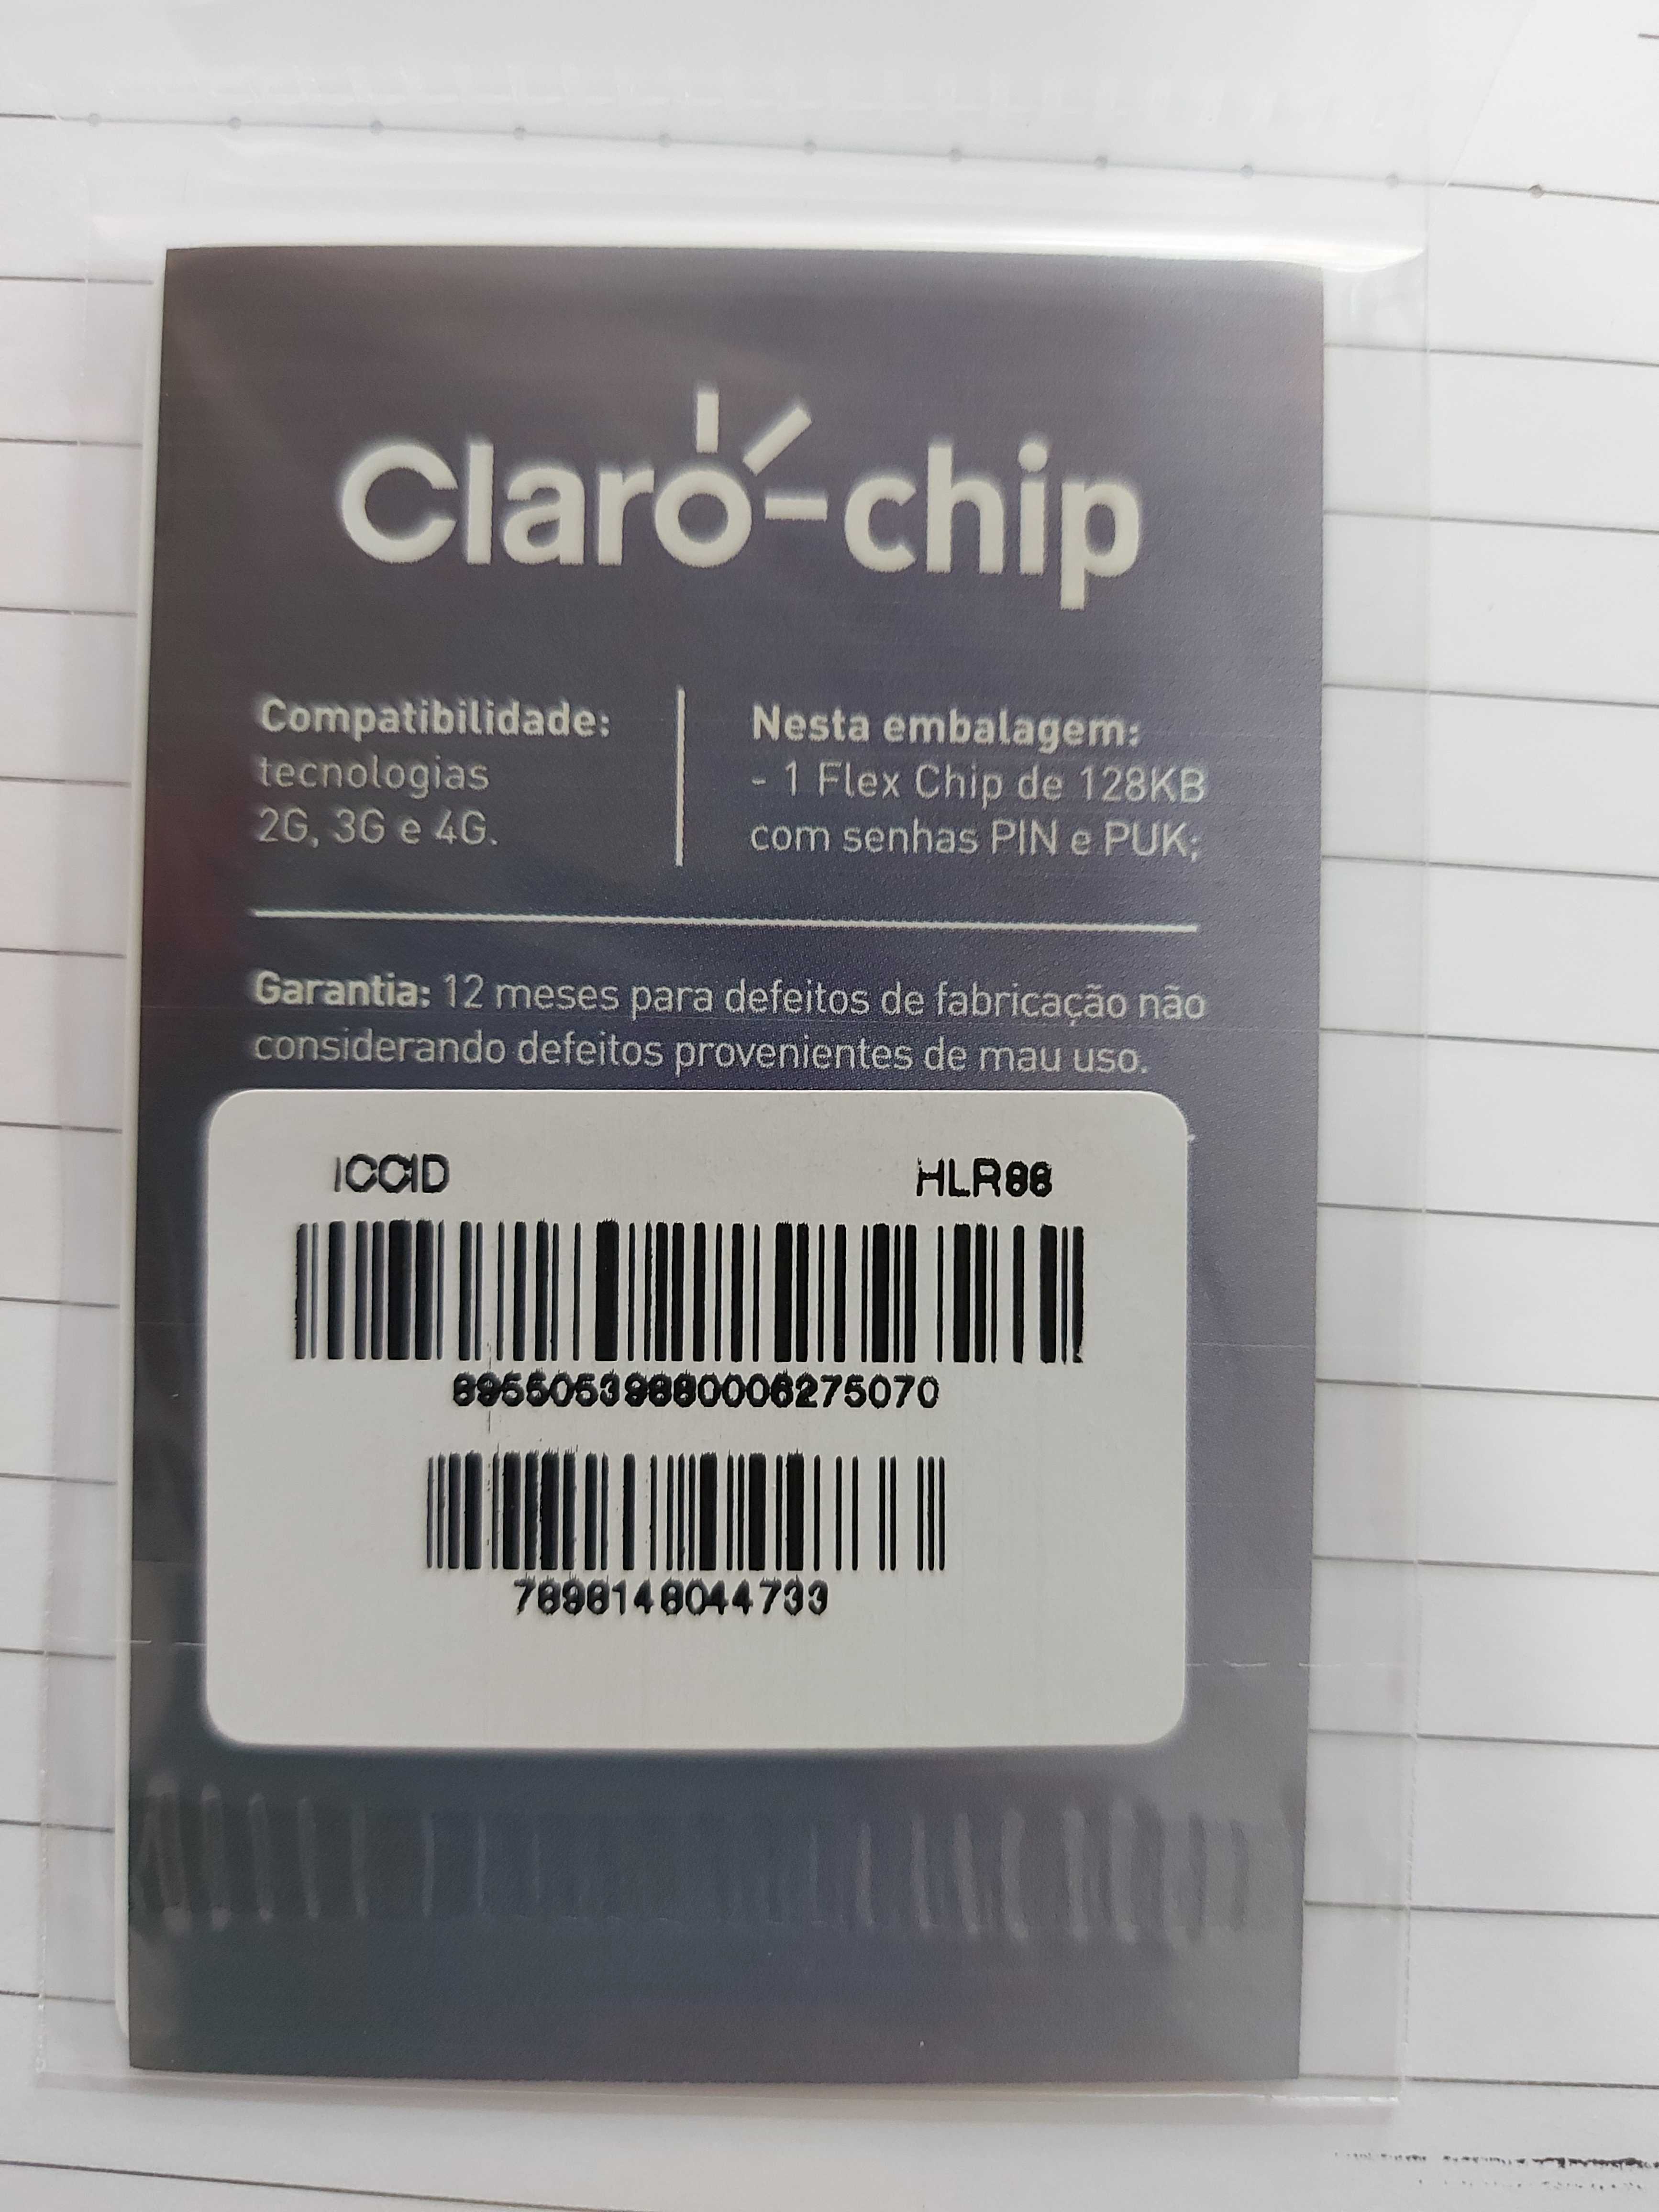 Claro-chip
Compatibilidade:
tecnologias
2G, 3G e 4G.
Nesta embalagem:
- 1 Flex Chip de 128KB
com senhas PIN e PUK;
Garantia: 12 meses para defeitos de fabricação não
considerando defeitos provenientes de mau uso.
ICCID
HLR88
89550539880006275070
7898148044733